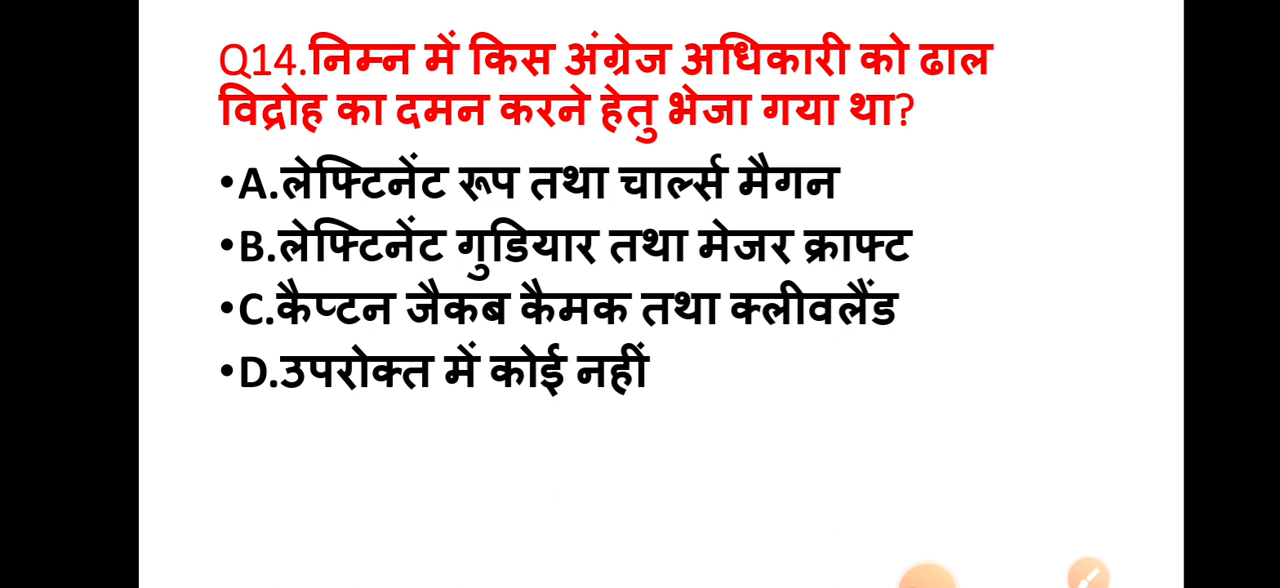 Q14.निम्न में किस अंग्रेज अधिकारी को ढाल
विद्रोह का दमन करने हेतु भेजा गया था?
•A.लेफ्टिनेंट रूप तथा चार्ल्स मैगन
•B.लेफ्टिनेंट गुडियार तथा मेजर क्राफ्ट
•C.कैप्टन जैकब कैमक तथा क्लीवलैंड
•D.उपरोक्त में कोई नहीं